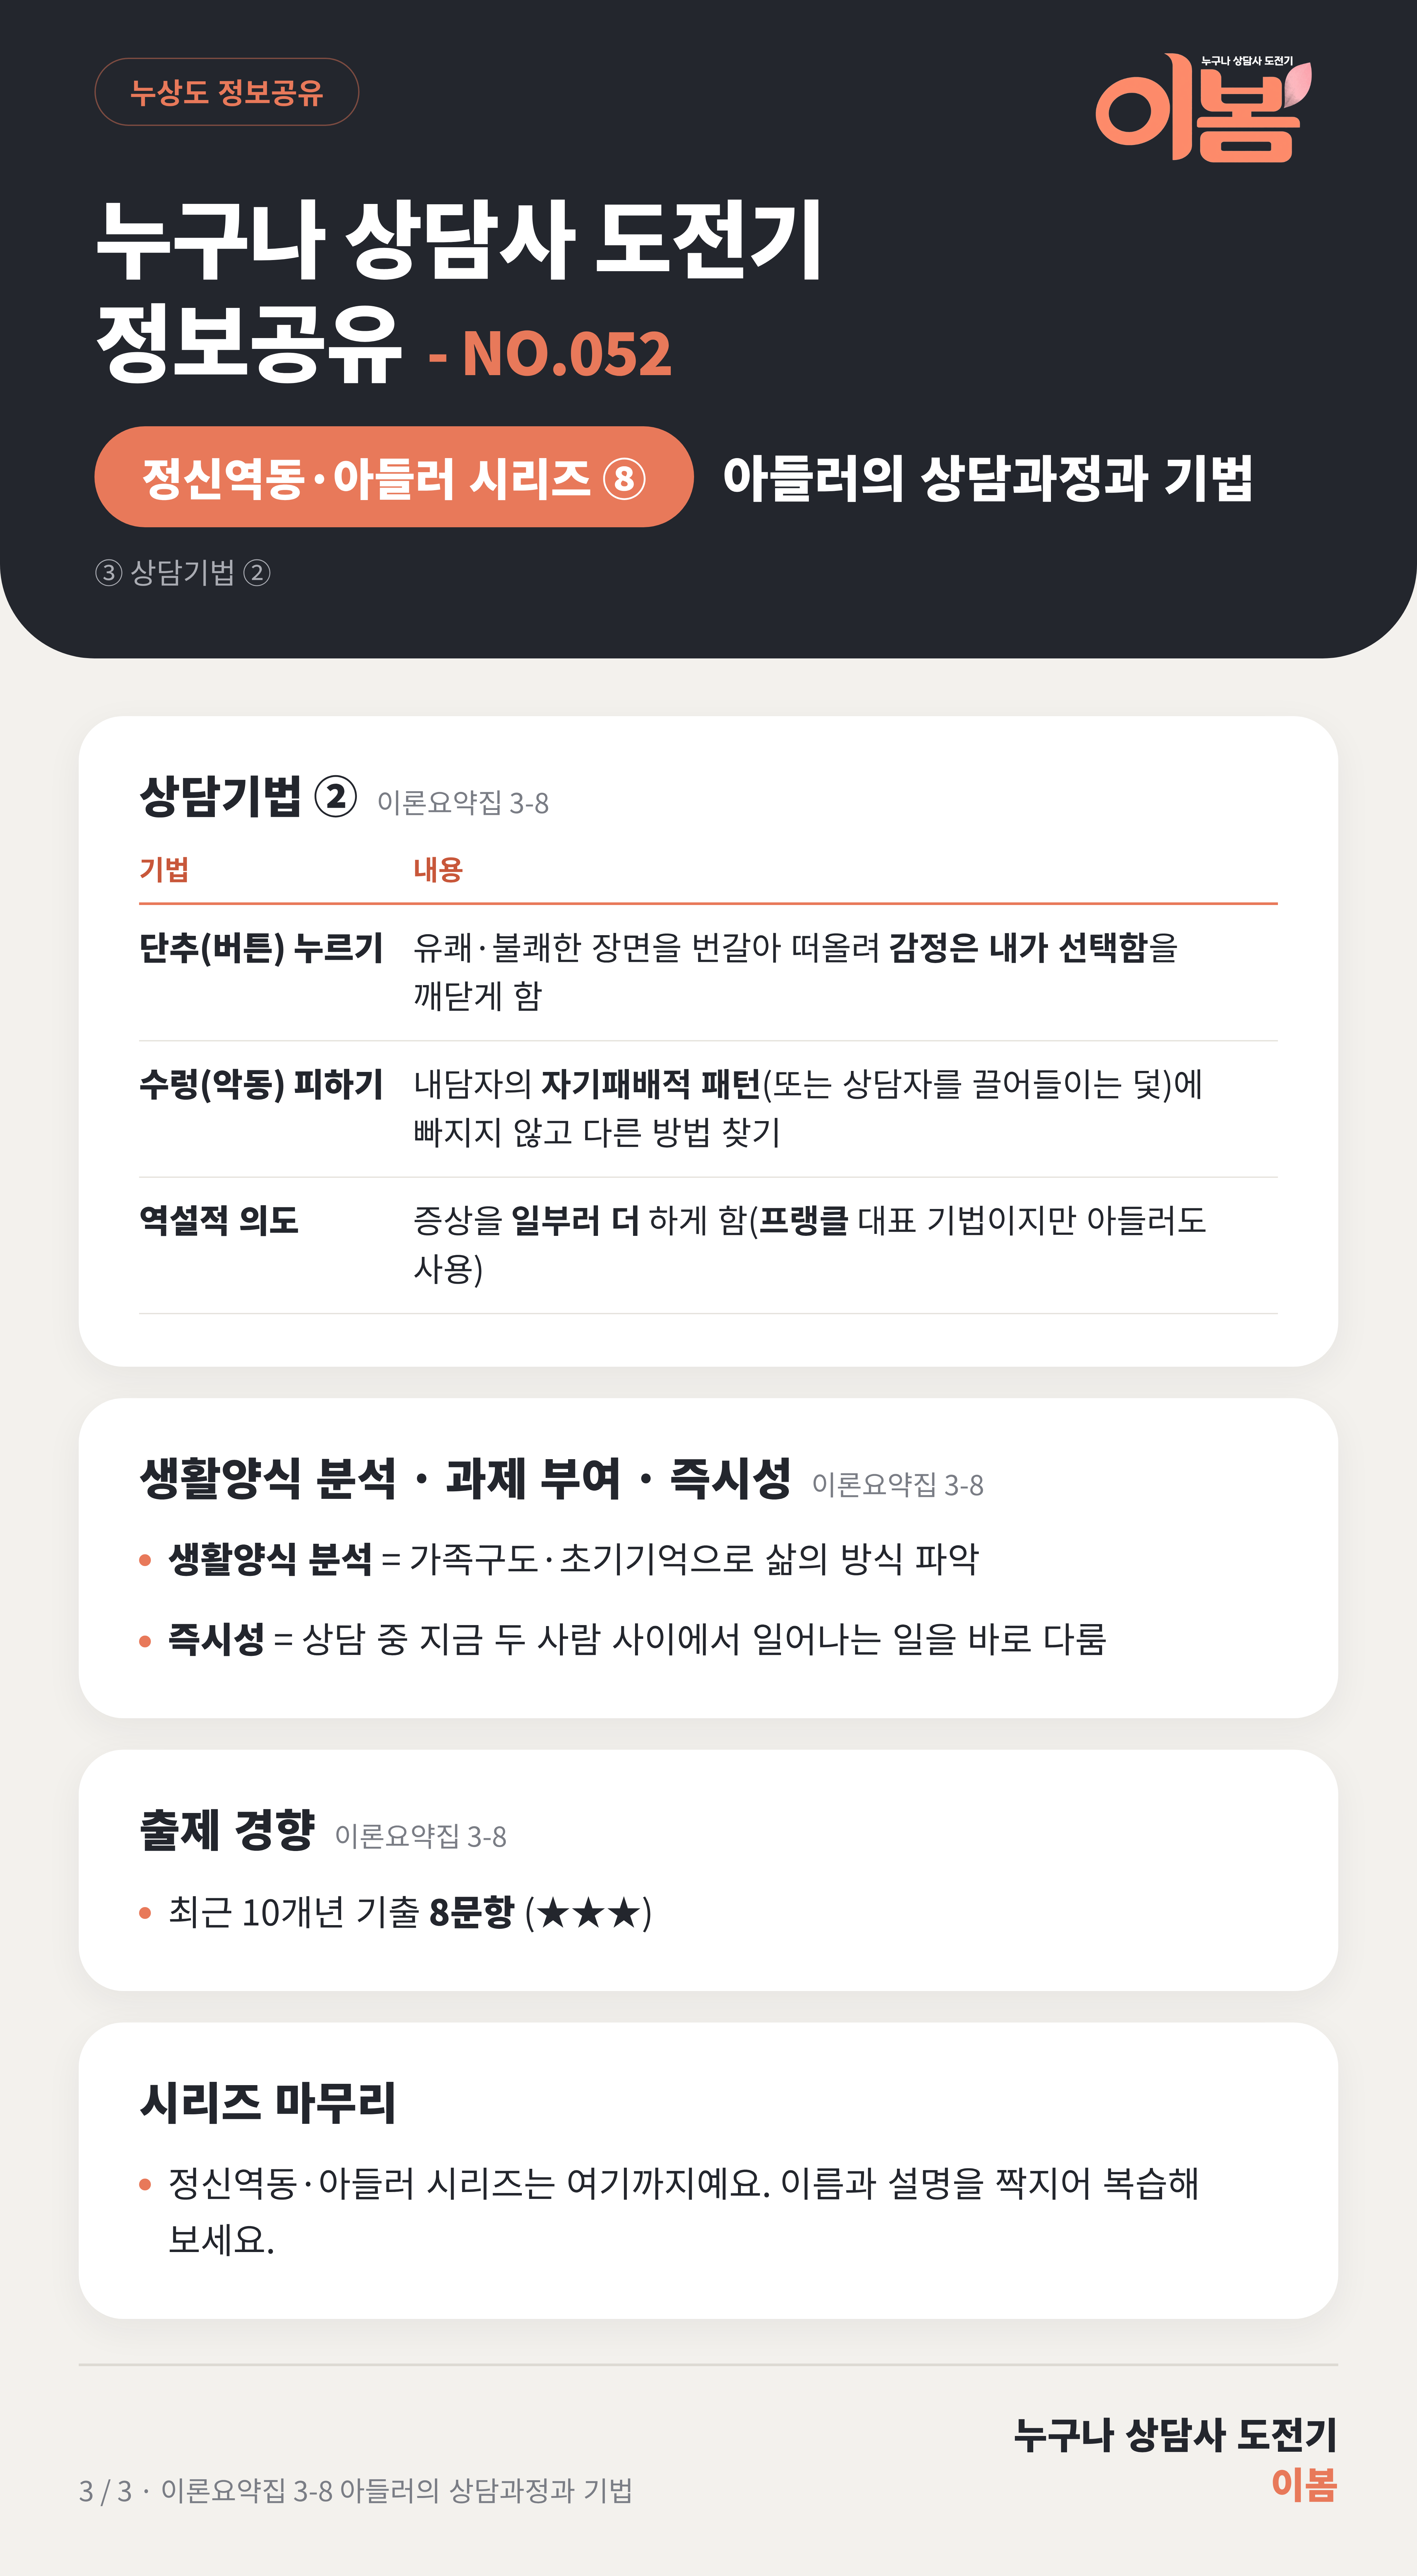 누상도 정보공유
누구나 상담사 도전기
이봄
누구나 상담사 도전기
정보공유 - NO.052
정신역동·아들러 시리즈 ⑧ 아들러의 상담과정과 기법
③ 상담기법 ②
상담기법 ② 이론요약집 3-8
기법 내용
단추(버튼) 누르기 유쾌·불쾌한 장면을 번갈아 떠올려 감정은 내가 선택함을
깨닫게 함
수렁(악동) 피하기 내담자의 자기패배적 패턴(또는 상담자를 끌어들이는 덫)에
빠지지 않고 다른 방법 찾기
역설적 의도 증상을 일부러 더 하게 함(프랭클 대표 기법이지만 아들러도
사용)
생활양식 분석 · 과제 부여 · 즉시성 이론요약집 3-8
• 생활양식 분석 = 가족구도·초기기억으로 삶의 방식 파악
• 즉시성 = 상담 중 지금 두 사람 사이에서 일어나는 일을 바로 다룸
출제 경향 이론요약집 3-8
• 최근 10개년 기출 8문항 (★★★)
시리즈 마무리
• 정신역동·아들러 시리즈는 여기까지예요. 이름과 설명을 짝지어 복습해
보세요.
누구나 상담사 도전기
3 / 3 · 이론요약집 3-8 아들러의 상담과정과 기법
이봄